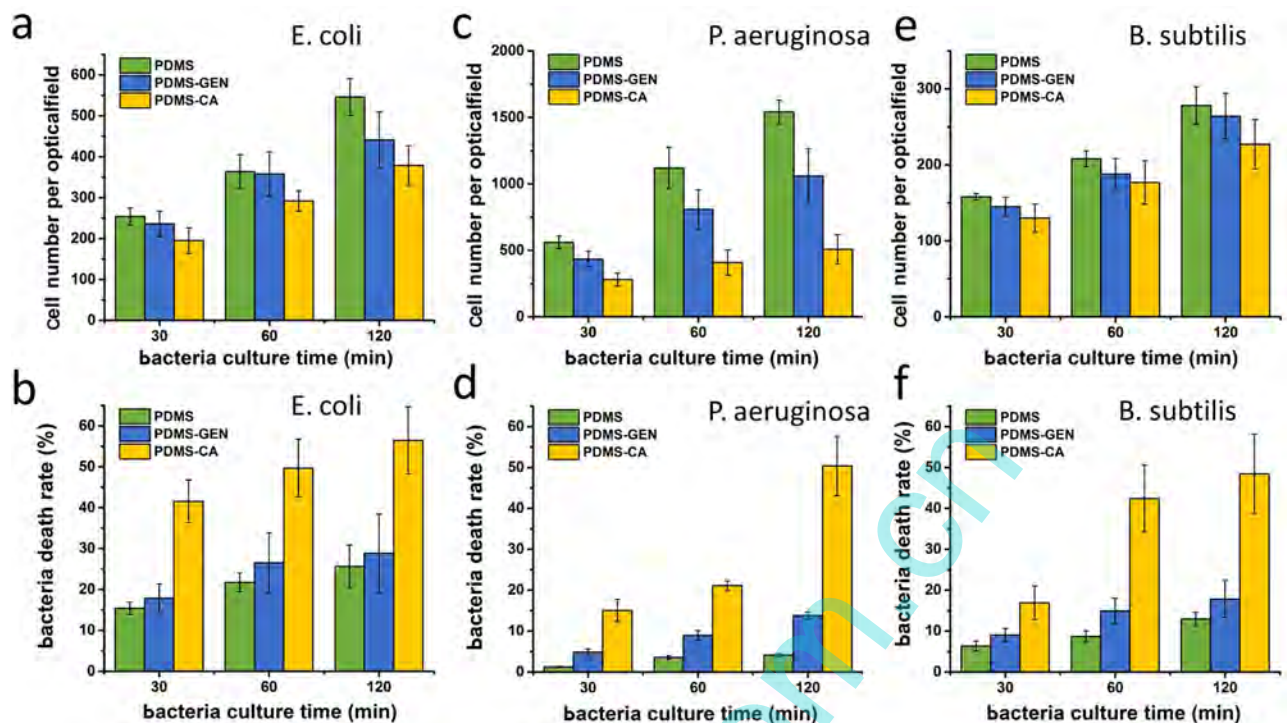 a
E. coli
PDMS
PDMS-GEN
PDMS-CA
cell number per opticalfield
600
500
400
300
200
100
0
30 60 120
bacteria culture time (min)
c
P. aeruginosa
PDMS
PDMS-GEN
PDMS-CA
cell number per opticalfield
2000
1500
1000
500
0
30 60 120
bacteria culture time (min)
e
B. subtilis
PDMS
PDMS-GEN
PDMS-CA
cell number per opticalfield
300
200
100
0
30 60 120
bacteria culture time (min)
b
E. coli
PDMS
PDMS-GEN
PDMS-CA
bacteria death rate (%)
60
50
40
30
20
10
0
30 60 120
bacteria culture time (min)
d
P. aeruginosa
PDMS
PDMS-GEN
PDMS-CA
bacteria death rate (%)
60
50
40
30
20
10
0
30 60 120
bacteria culture time (min)
f
B. subtilis
PDMS
PDMS-GEN
PDMS-CA
bacteria death rate (%)
60
50
40
30
20
10
0
30 60 120
bacteria culture time (min)
om.cn